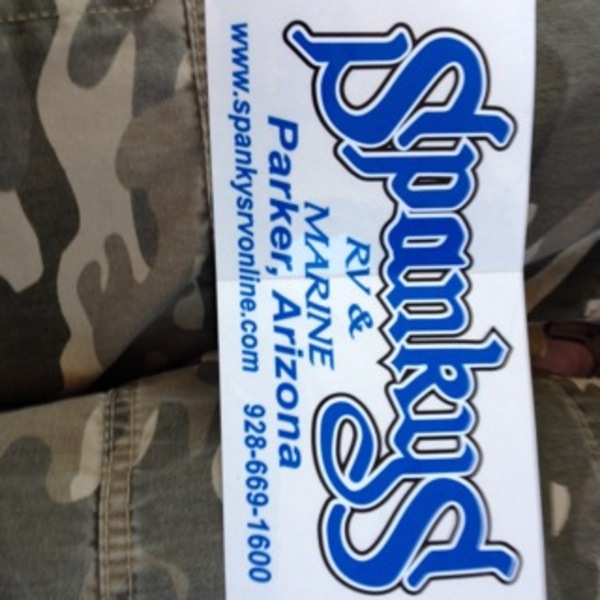 Spankys
RV &
MARINE
Parker, Arizona
www.spankysrvonline.com 928-669-1600